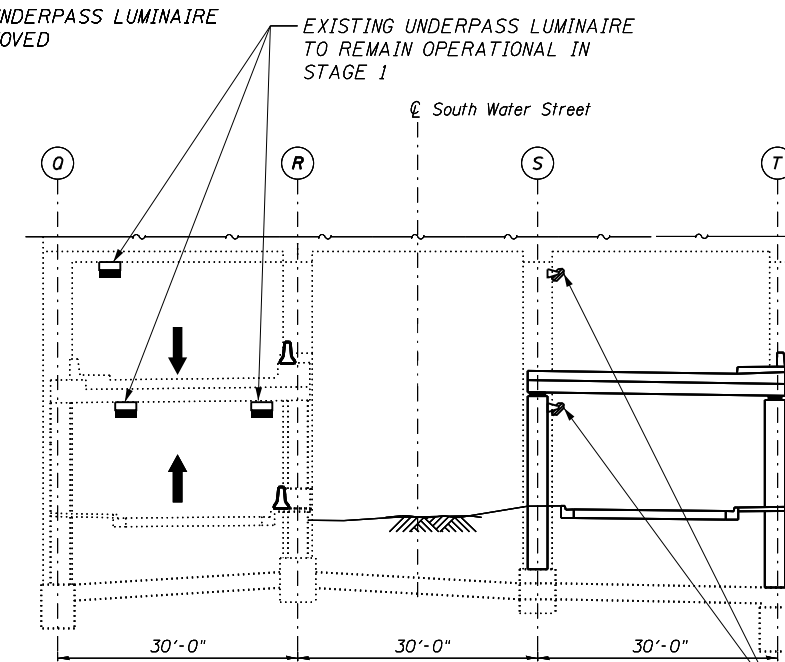 NDERPASS LUMINAIRE
OVED
EXISTING UNDERPASS LUMINAIRE
TO REMAIN OPERATIONAL IN
STAGE 1
℄ South Water Street
Q
R
S
T
30'-0"
30'-0"
30'-0"